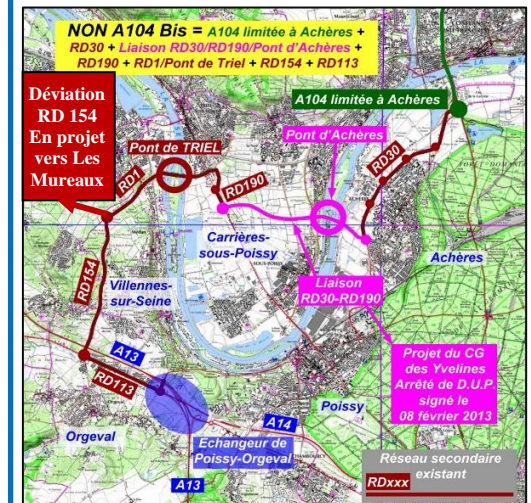 NON A104 Bis = A104 limitée à Achères +
RD30 + Liaison RD30/RD190/Pont d'Achères +
RD190 + RD1/Pont de Triel + RD154 + RD113
Déviation
RD 154
En projet
vers Les
Mureaux
A104 limitée à Achères
Pont d'Achères
Pont de TRIEL
RD1
RD190
RD30
Carrières-
sous-Poissy
Achères
RD154
Villennes-
sur-Seine
Liaison
RD30-RD190
A13
RD113
Projet du CG
des Yvelines
Arrêté de D.U.P.
signé le
08 février 2013
Poissy
A14
Orgeval
Echangeur de
Poissy-Orgeval
A13
Réseau secondaire
existant
RDxxx